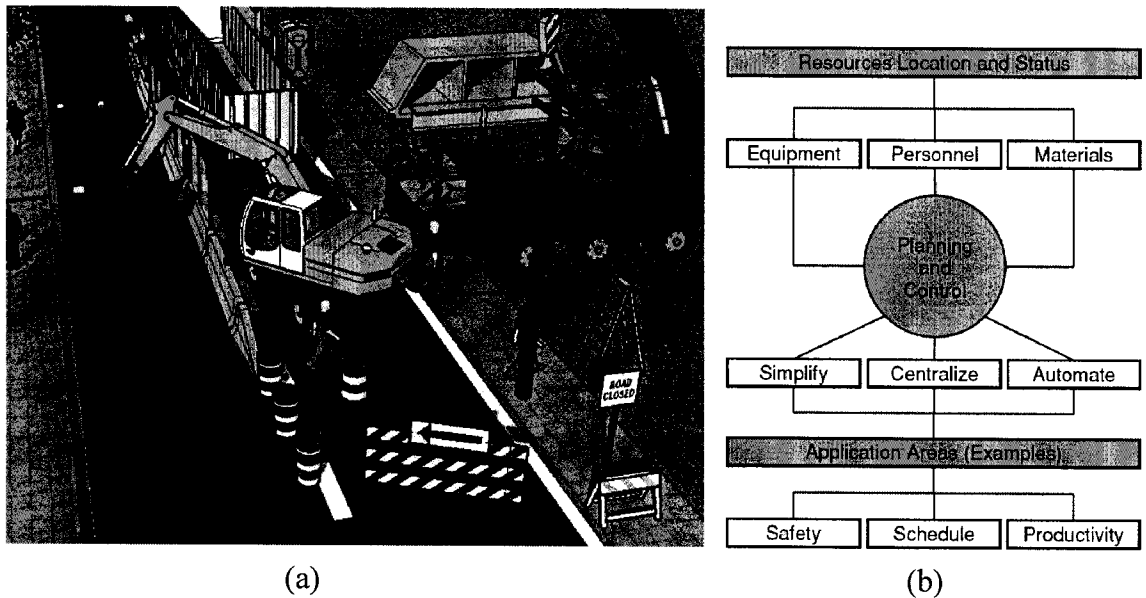 ROAD
CLOSED
(a)
Resources Location and Status
Equipment
Personnel
Materials
Planning
and
Control
Simplify
Centralize
Automate
Application Areas (Examples)
Safety
Schedule
Productivity
(b)